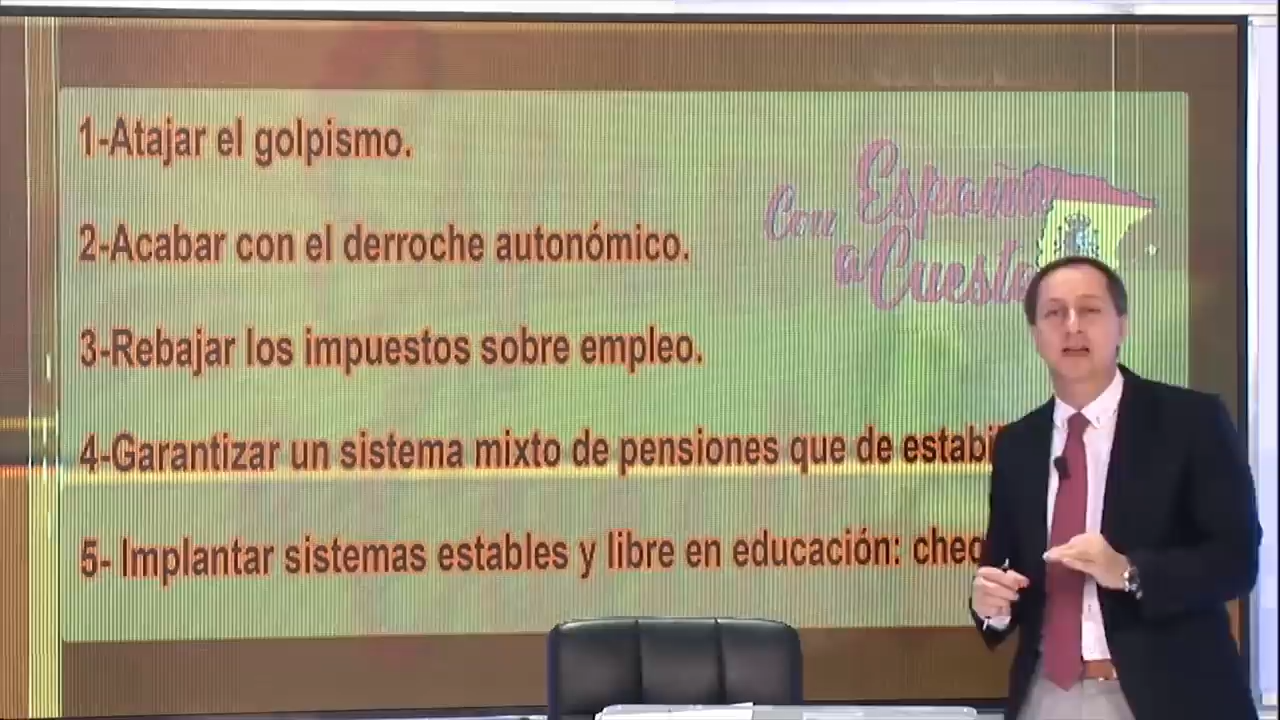 1-Atajar el golpismo.
Con España
a Cuesta
2-Acabar con el derroche autonómico.
3-Rebajar los impuestos sobre empleo.
4-Garantizar un sistema mixto de pensiones que de
5- Implantar sistemas estables y libre en educación: